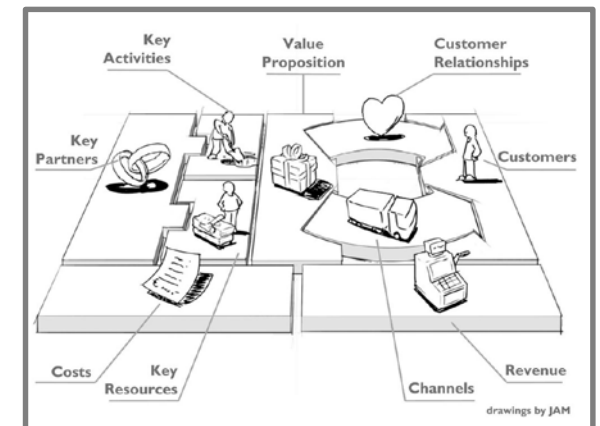 Key
Activities
Value
Proposition
Customer
Relationships
Key
Partners
Customers
Costs
Key
Resources
Channels
Revenue
drawings by JAM